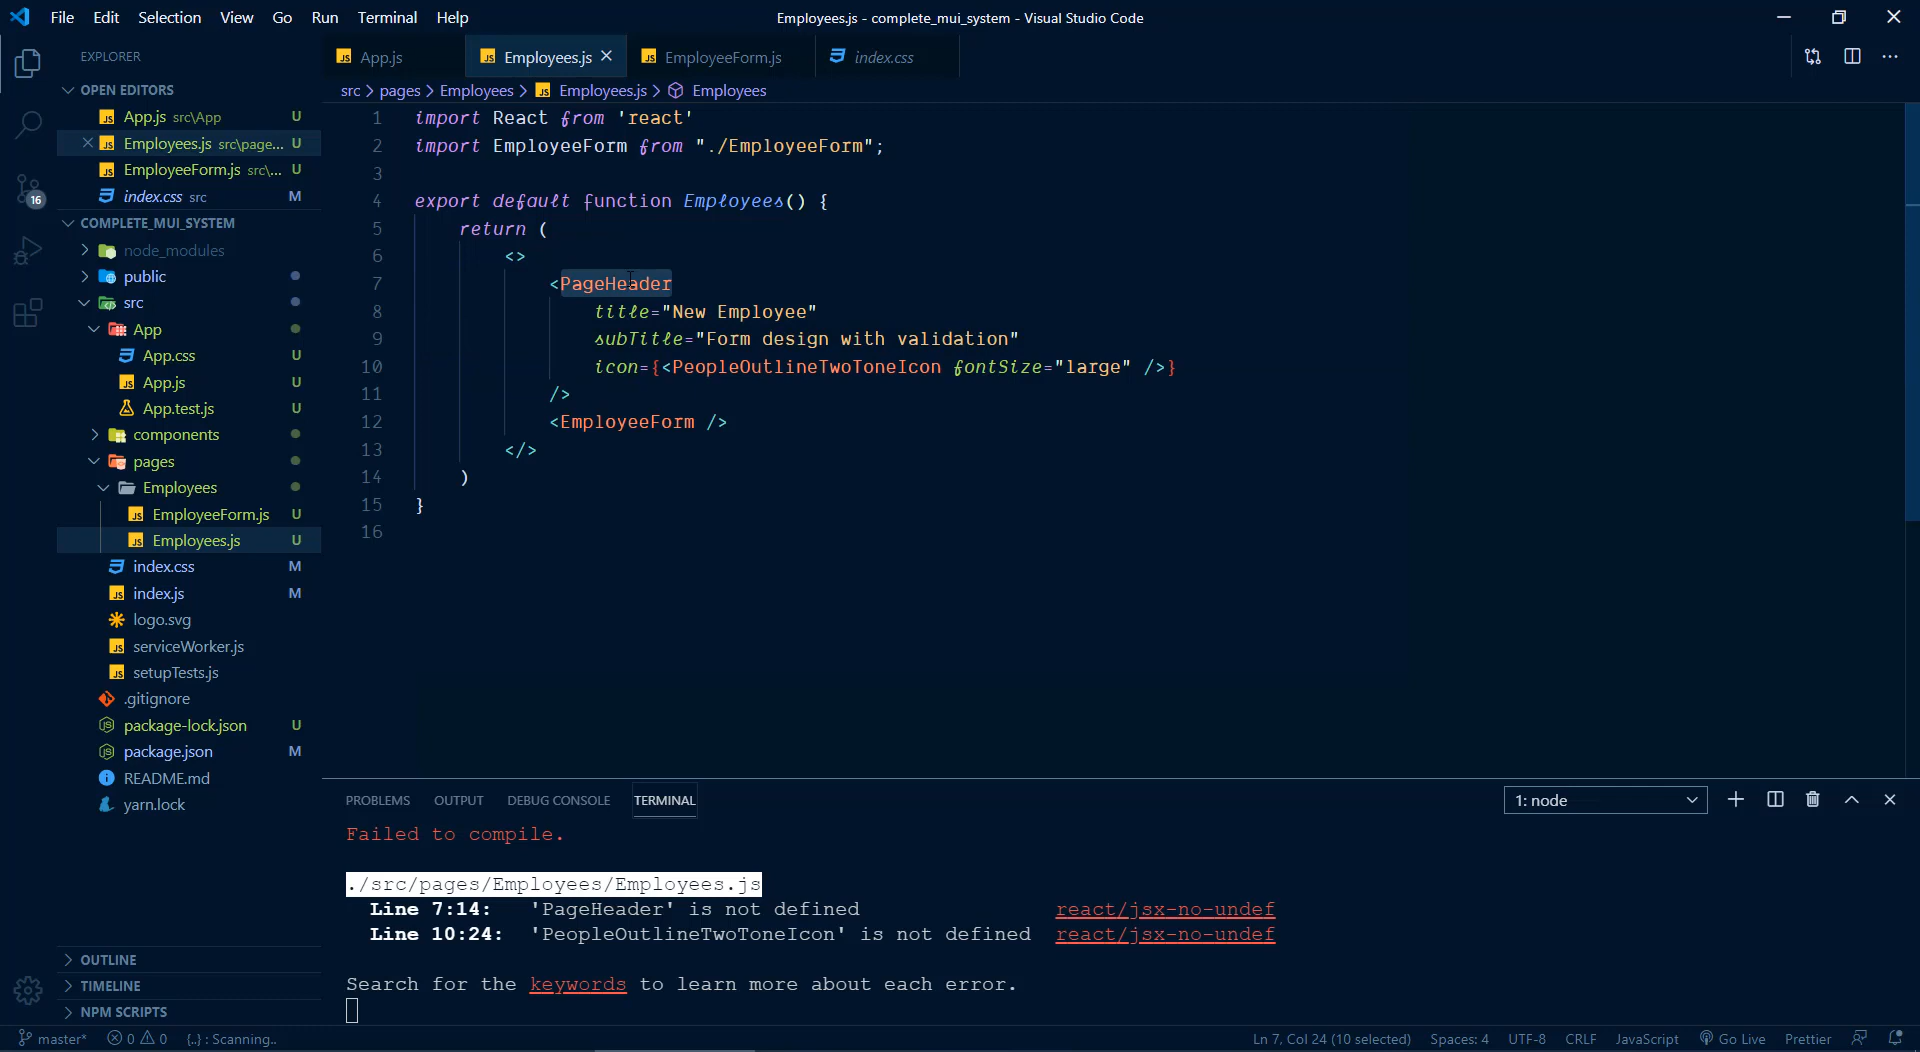 File Edit Selection View Go Run Terminal Help
Employees.js - complete_mui_system - Visual Studio Code
EXPLORER
OPEN EDITORS
App.js src\App U
Employees.js src\page... U
EmployeeForm.js src\... U
index.css src M
COMPLETE_MUI_SYSTEM
node_modules
public
src
App
App.css U
App.js U
App.test.js U
components
pages
Employees
EmployeeForm.js U
Employees.js U
index.css M
index.js M
logo.svg
serviceWorker.js
setupTests.js
.gitignore
package-lock.json U
package.json M
README.md
yarn.lock
OUTLINE
TIMELINE
NPM SCRIPTS
16
App.js Employees.js EmployeeForm.js index.css
src > pages > Employees > Employees.js > Employees
1 import React from 'react'
2 import EmployeeForm from "./EmployeeForm";
3
4 export default function Employees() {
5 return (
6 <>
7 <PageHeader
8 title="New Employee"
9 subTitle="Form design with validation"
10 icon={<PeopleOutlineTwoToneIcon fontSize="large" />}
11 />
12 <EmployeeForm />
13 </>
14 )
15 }
16
PROBLEMS OUTPUT DEBUG CONSOLE TERMINAL 1: node
Failed to compile.
./src/pages/Employees/Employees.js
Line 7:14: 'PageHeader' is not defined react/jsx-no-undef
Line 10:24: 'PeopleOutlineTwoToneIcon' is not defined react/jsx-no-undef
Search for the keywords to learn more about each error.
master* 0 0 {..} : Scanning.. Ln 7, Col 24 (10 selected) Spaces: 4 UTF-8 CRLF JavaScript Go Live Prettier